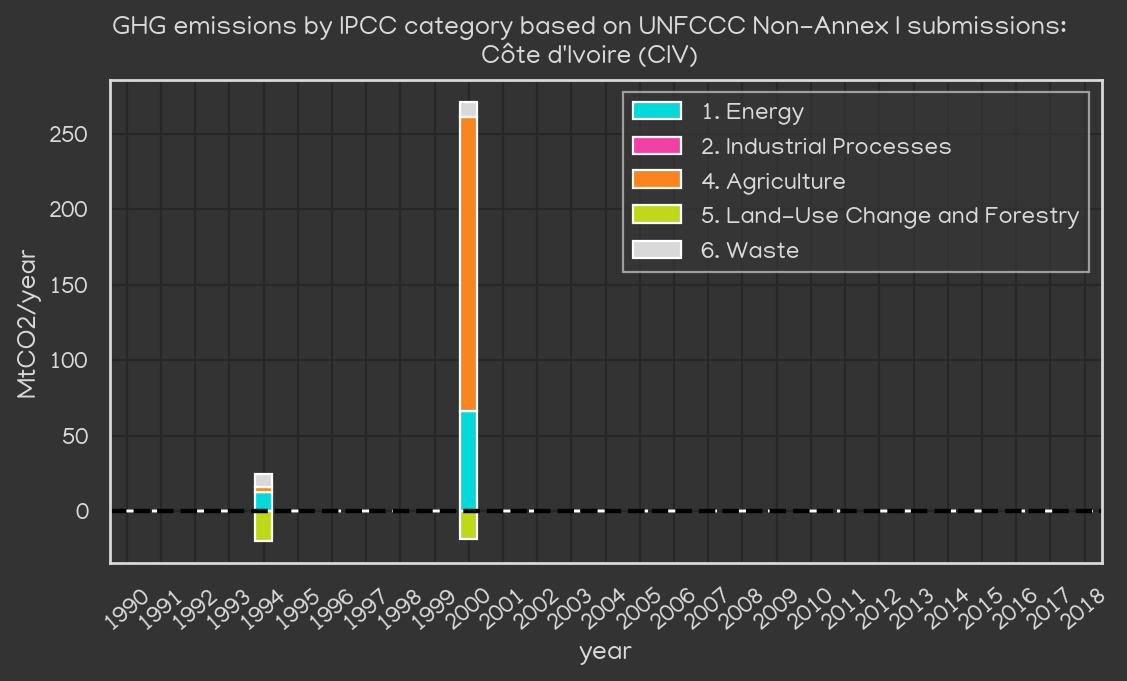 GHG emissions by IPCC category based on UNFCCC Non-Annex I submissions:
Côte d'Ivoire (CIV)
MtCO2/year
250
200
150
100
50
0
1. Energy
2. Industrial Processes
4. Agriculture
5. Land-Use Change and Forestry
6. Waste
1990 1991 1992 1993 1994 1995 1996 1997 1998 1999 2000 2001 2002 2003 2004 2005 2006 2007 2008 2009 2010 2011 2012 2013 2014 2015 2016 2017 2018
year